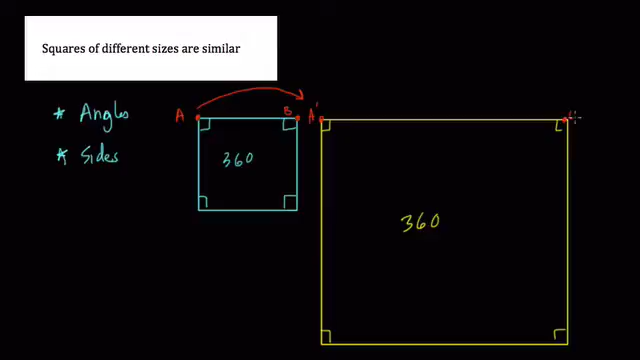 Squares of different sizes are similar
* Angles
* Sides
A
B
A'
360
360